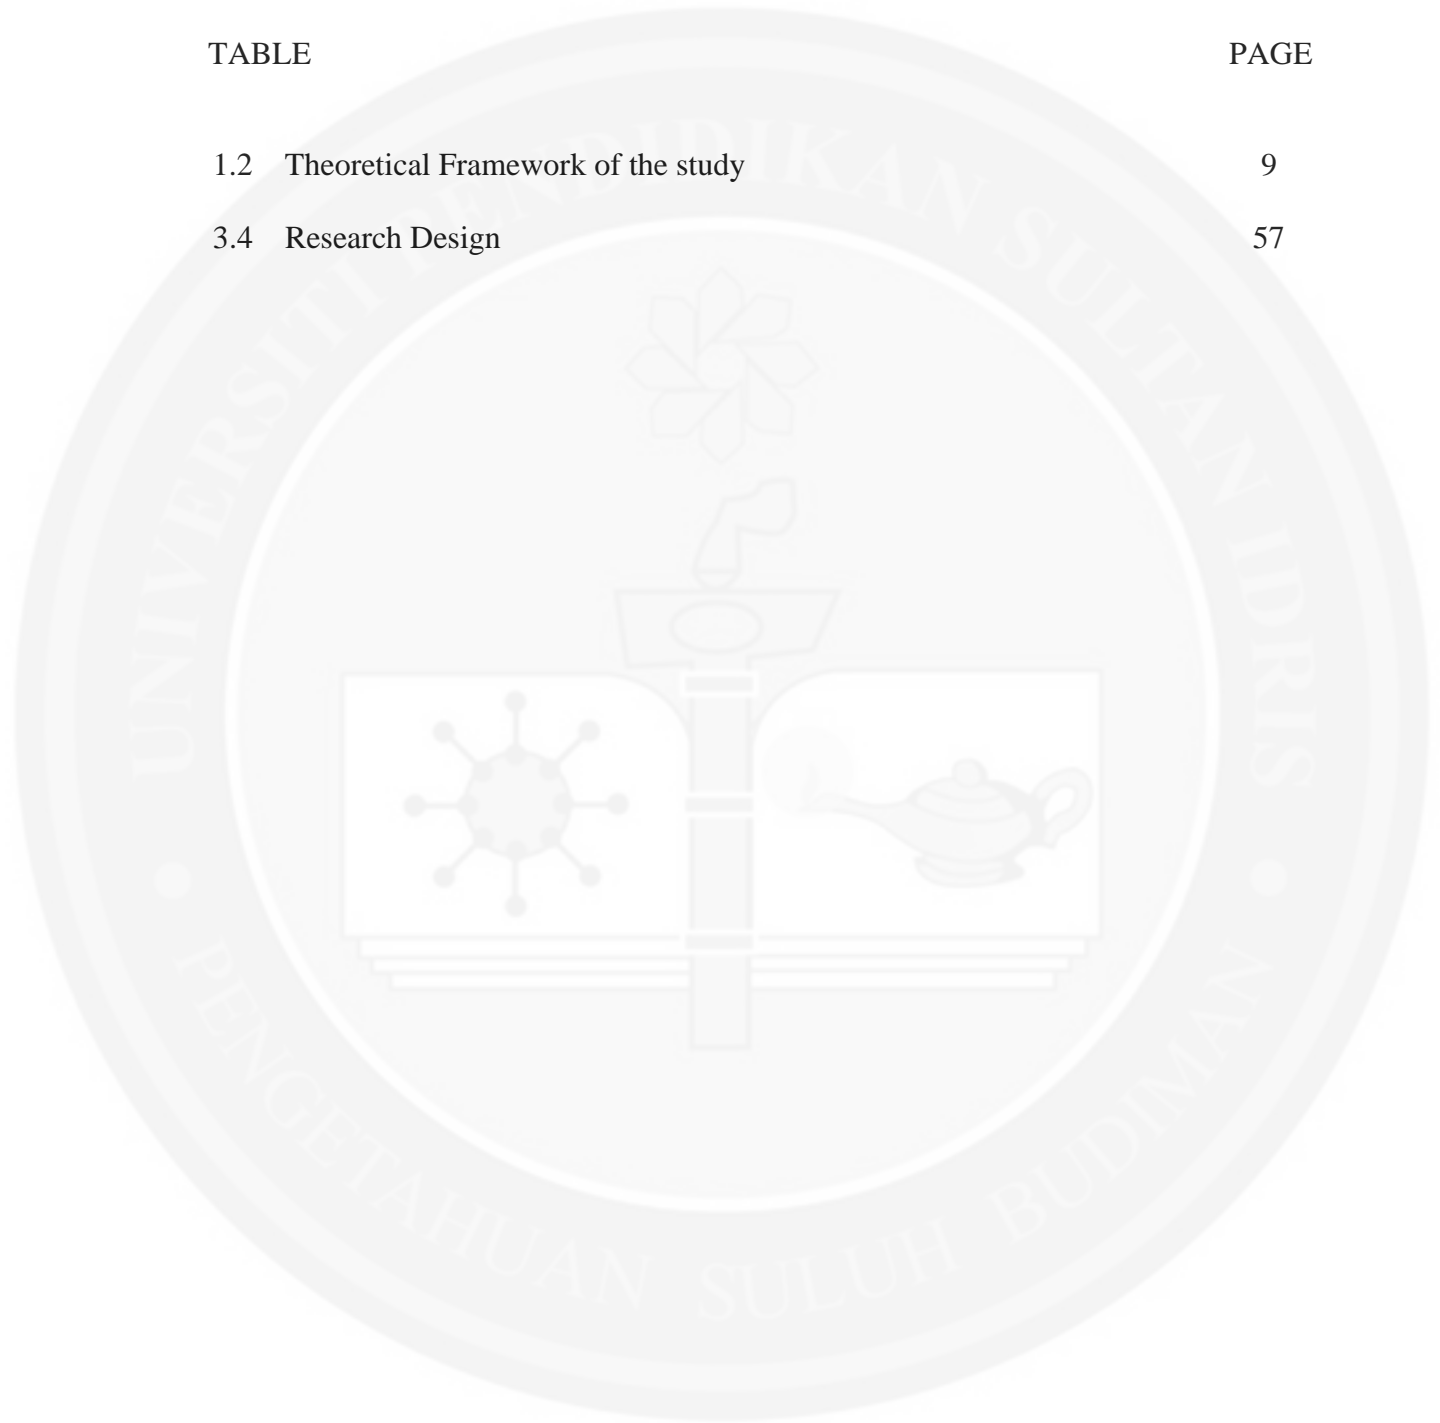 TABLE PAGE
1.2 Theoretical Framework of the study 9
3.4 Research Design 57
UNIVERSITI PENDIDIKAN SULTAN IDRIS
PENGETAHUAN SULUH BUDIMAN